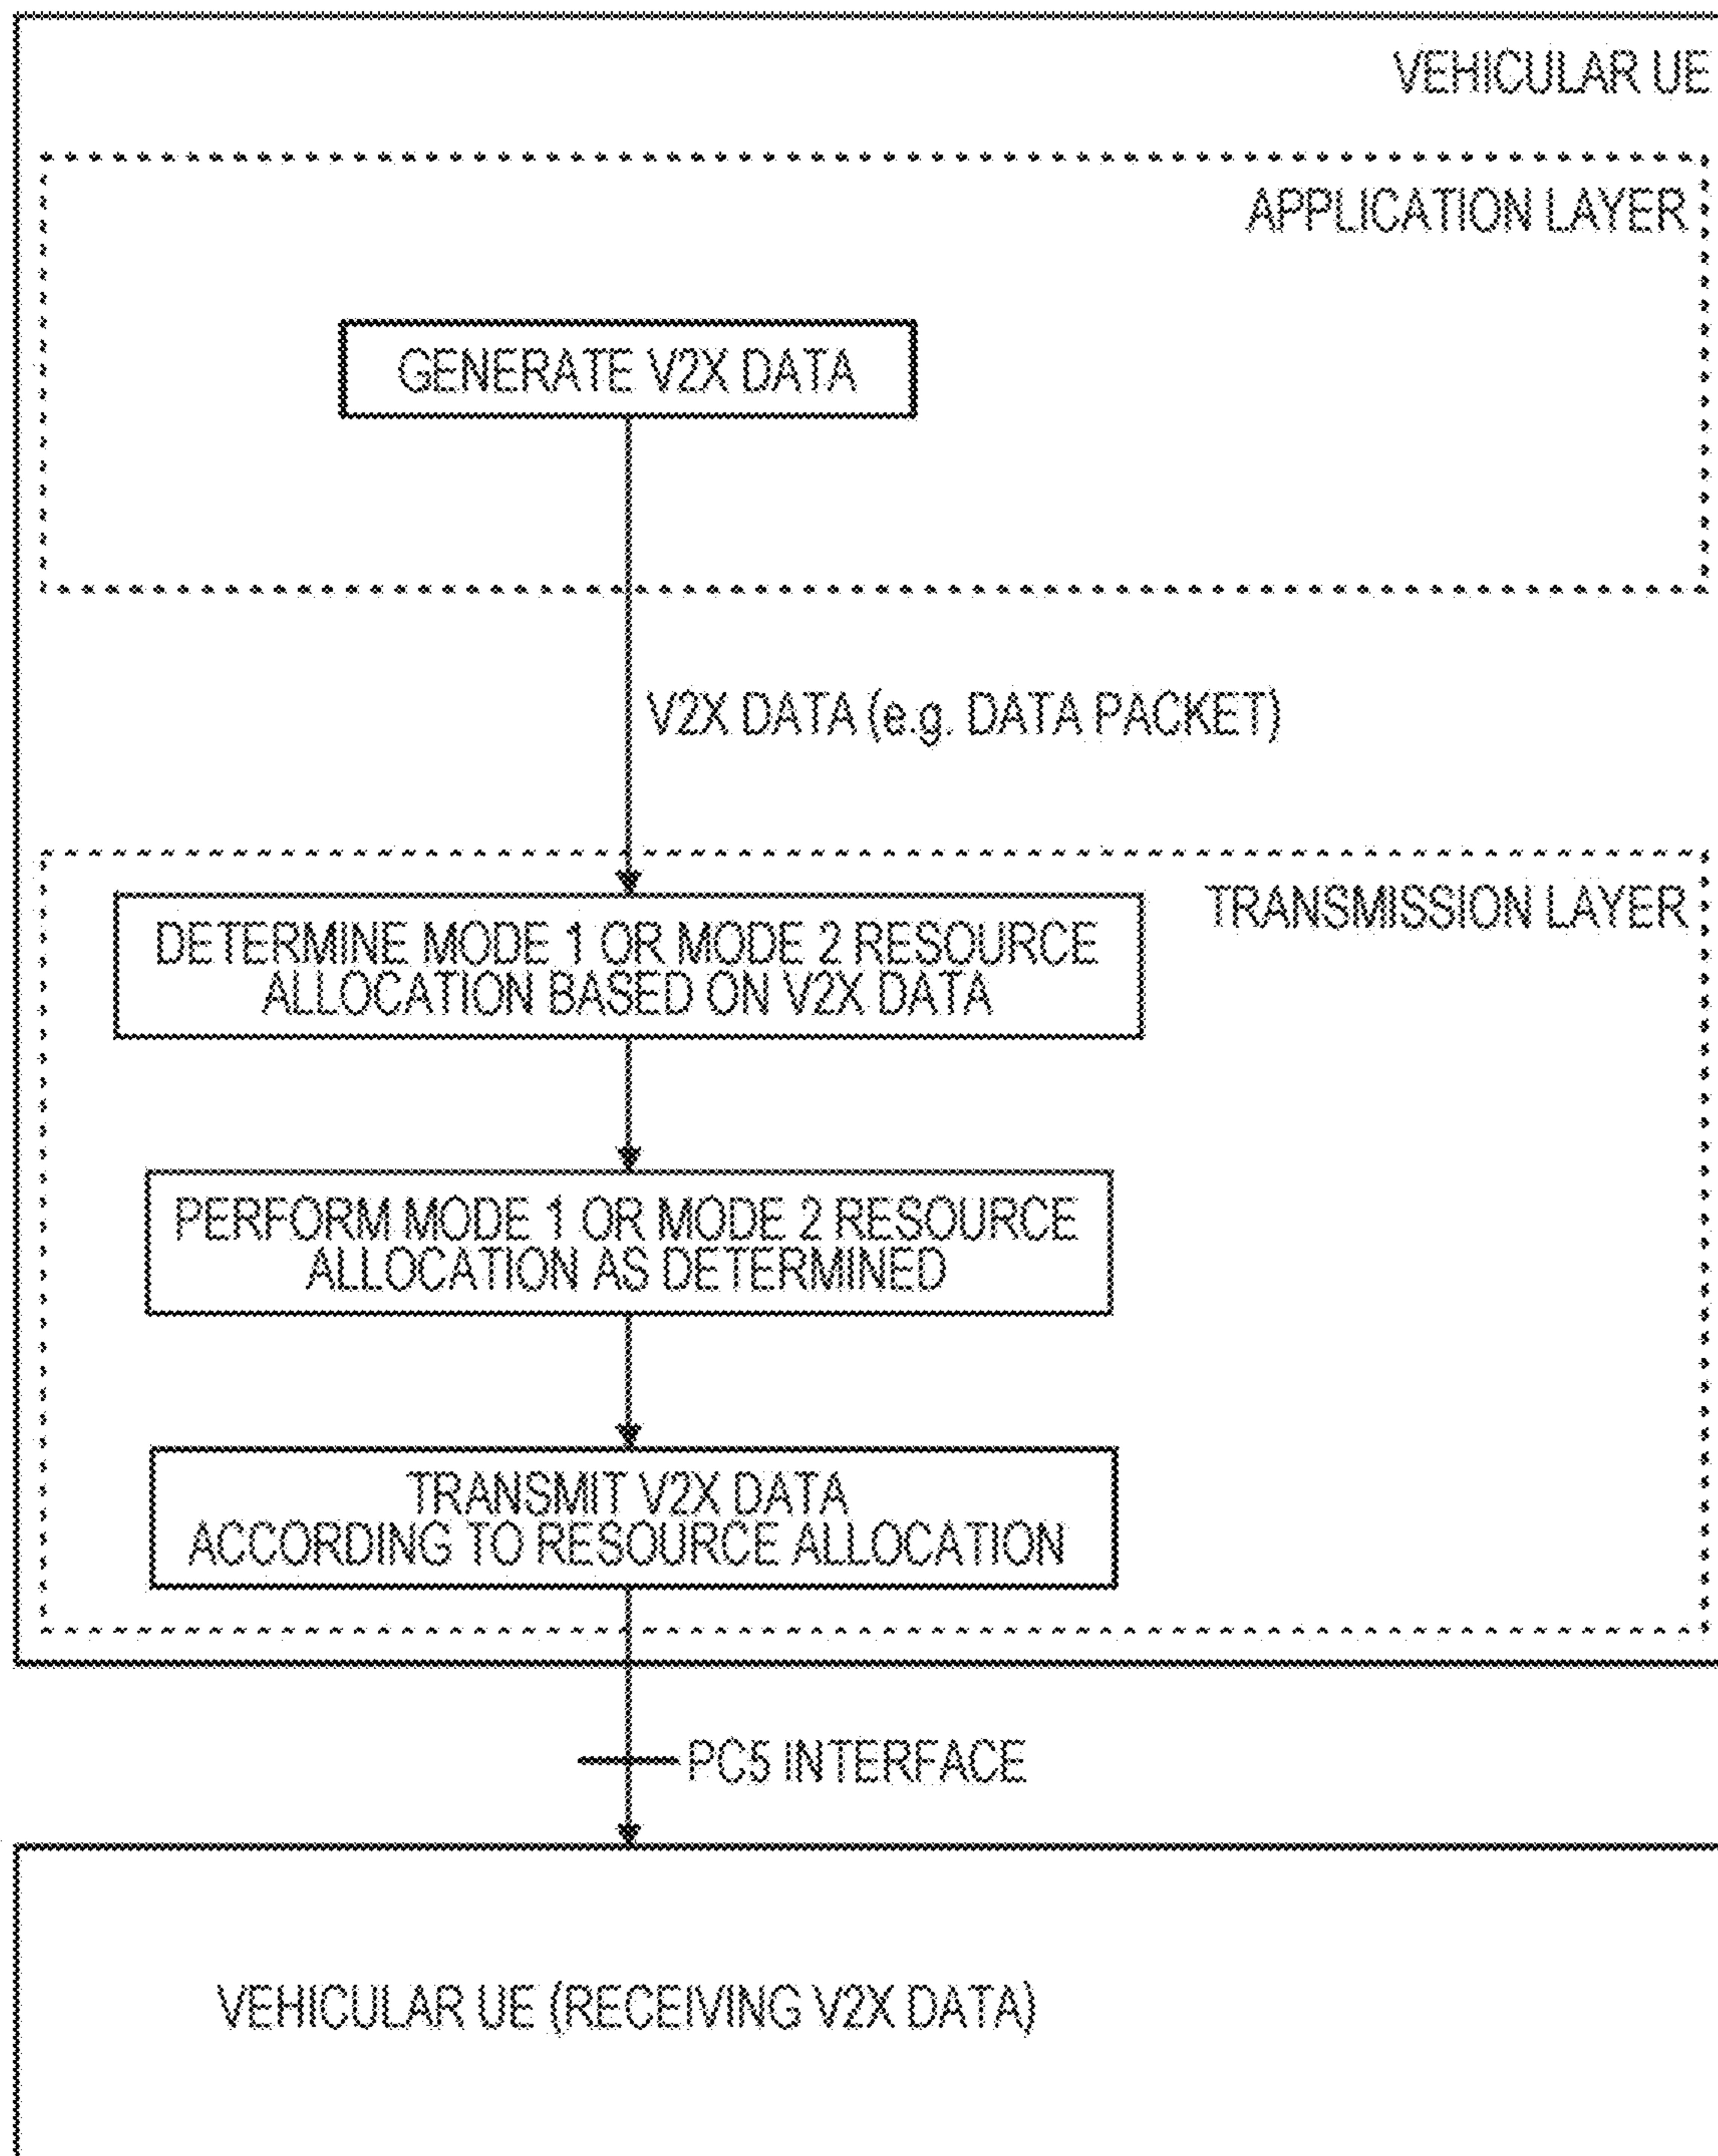 VEHICULAR UE
APPLICATION LAYER
GENERATE V2X DATA
V2X DATA (e.g. DATA PACKET)
TRANSMISSION LAYER
DETERMINE MODE 1 OR MODE 2 RESOURCE
ALLOCATION BASED ON V2X DATA
PERFORM MODE 1 OR MODE 2 RESOURCE
ALLOCATION AS DETERMINED
TRANSMIT V2X DATA
ACCORDING TO RESOURCE ALLOCATION
PC5 INTERFACE
VEHICULAR UE (RECEIVING V2X DATA)